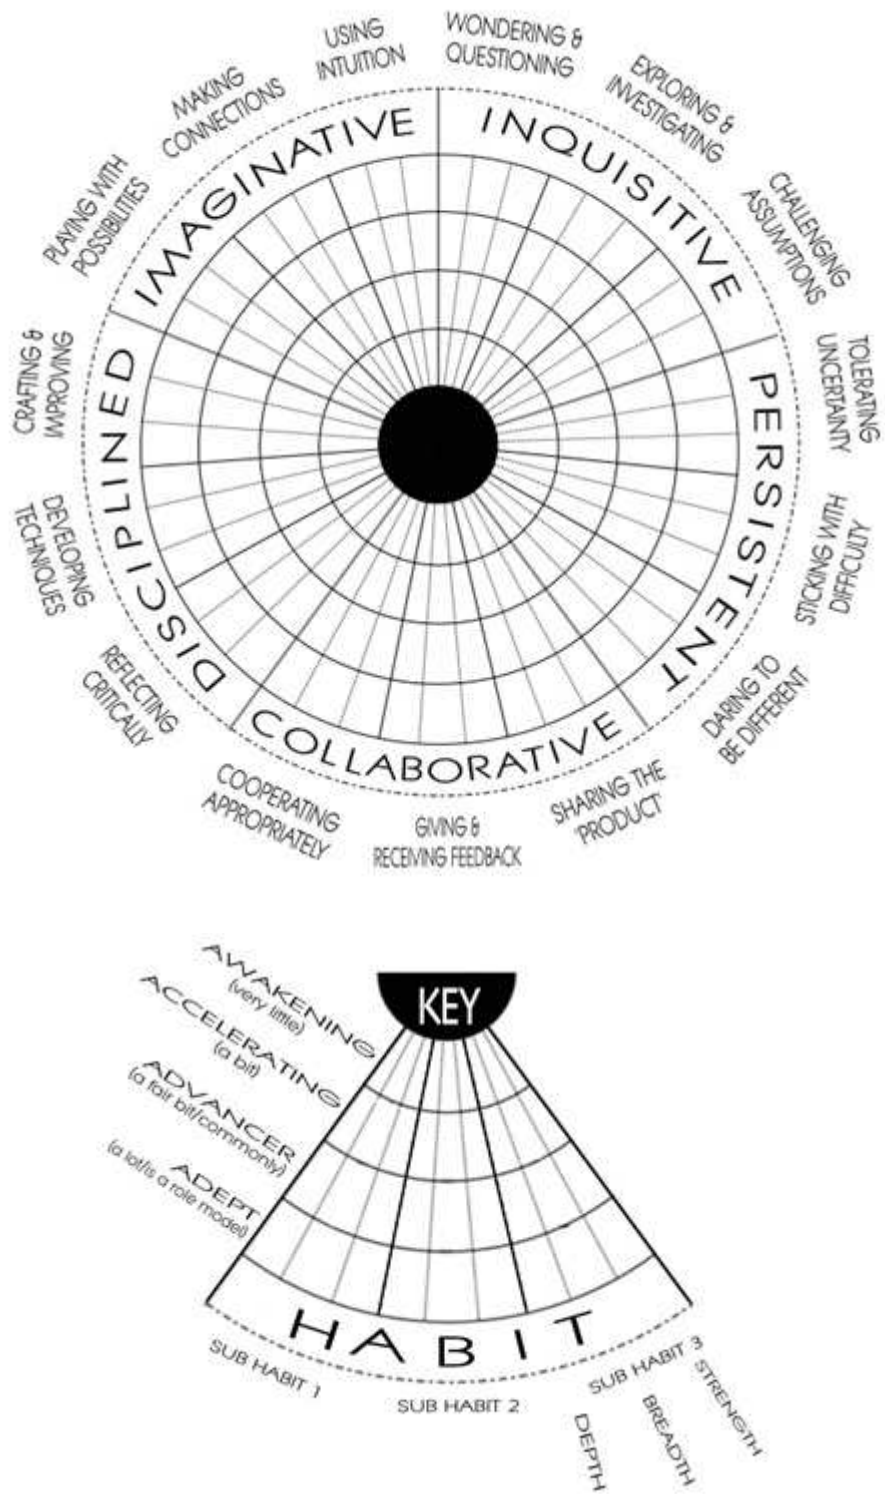 WONDERING &
QUESTIONING
EXPLORING &
INVESTIGATING
CHALLENGING
ASSUMPTIONS
TOLERATING
UNCERTAINTY
STICKING WITH
DIFFICULTY
DARING TO
BE DIFFERENT
SHARING THE
'PRODUCT'
GIVING &
RECEIVING FEEDBACK
COOPERATING
APPROPRIATELY
REFLECTING
CRITICALLY
DEVELOPING
TECHNIQUES
CRAFTING &
IMPROVING
PLAYING WITH
POSSIBILITIES
MAKING
CONNECTIONS
USING
INTUITION
INQUISITIVE
PERSISTENT
COLLABORATIVE
DISCIPLINED
IMAGINATIVE
KEY
AWAKENING
(very little)
ACCELERATING
(a bit)
ADVANCER
(a fair bit/commonly)
ADEPT
(a lot/is a role model)
HABIT
SUB HABIT 1
SUB HABIT 2
SUB HABIT 3
DEPTH
BREADTH
STRENGTH